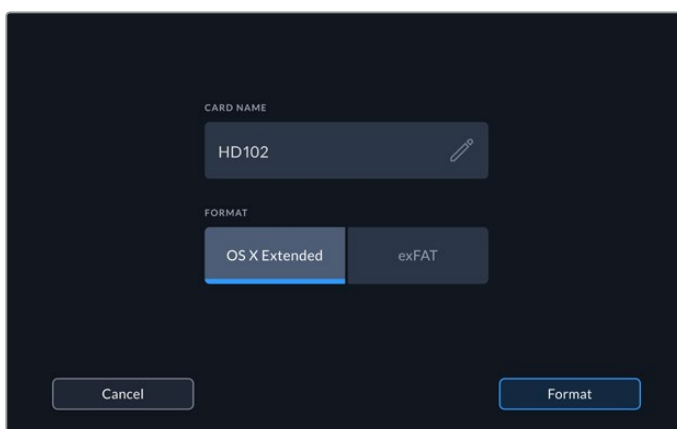 CARD NAME
HD102
FORMAT
OS X Extended exFAT
Cancel Format